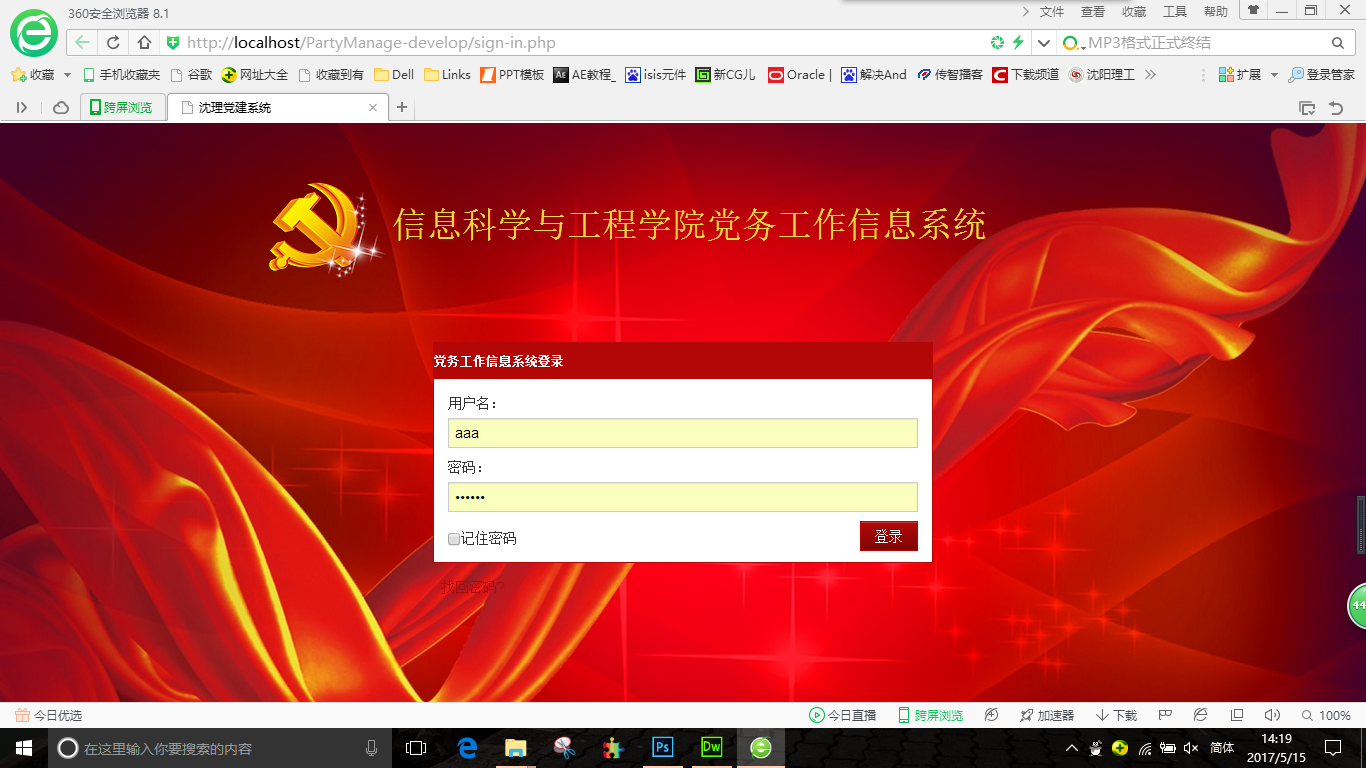 360安全浏览器 8.1
文件 查看 收藏 工具 帮助
http://localhost/PartyManage-develop/sign-in.php
MP3格式正式终结
收藏 手机收藏夹 谷歌 网址大全 收藏到有 Dell Links PPT模板 AE教程_ isis元件 新CG儿 Oracle | 解决And 传智播客 下载频道 沈阳理工 扩展 登录管家
跨屏浏览 沈理党建系统
信息科学与工程学院党务工作信息系统
党务工作信息系统登录
用户名：
aaa
密码：
••••••
记住密码 登录
找回密码?
44
今日优选 今日直播 跨屏浏览 加速器 下载 100%
在这里输入你要搜索的内容
Ps Dw
简体
14:19
2017/5/15